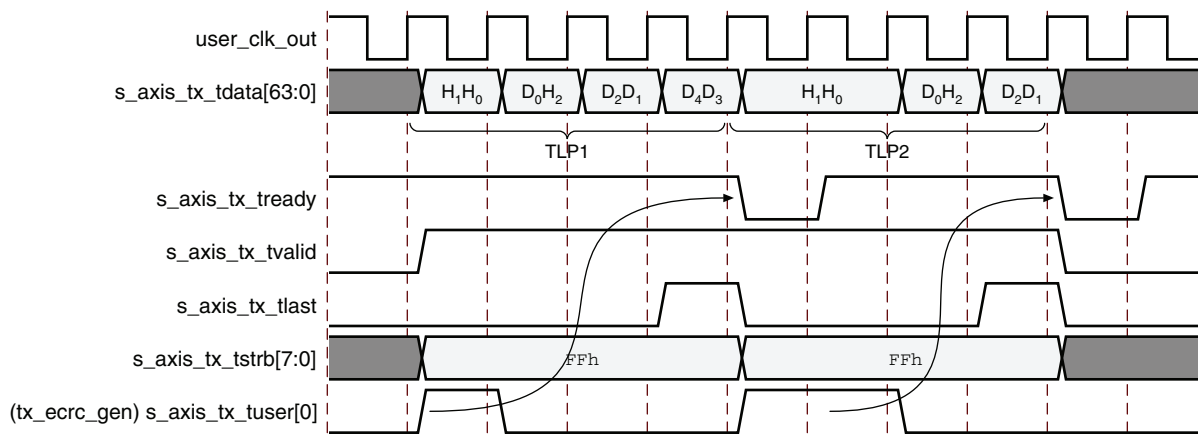 user_clk_out
s_axis_tx_tdata[63:0] H₁H₀ D₀H₂ D₂D₁ D₄D₃ H₁H₀ D₀H₂ D₂D₁
TLP1 TLP2
s_axis_tx_tready
s_axis_tx_tvalid
s_axis_tx_tlast
s_axis_tx_tstrb[7:0] FFh FFh
(tx_ecrc_gen) s_axis_tx_tuser[0]